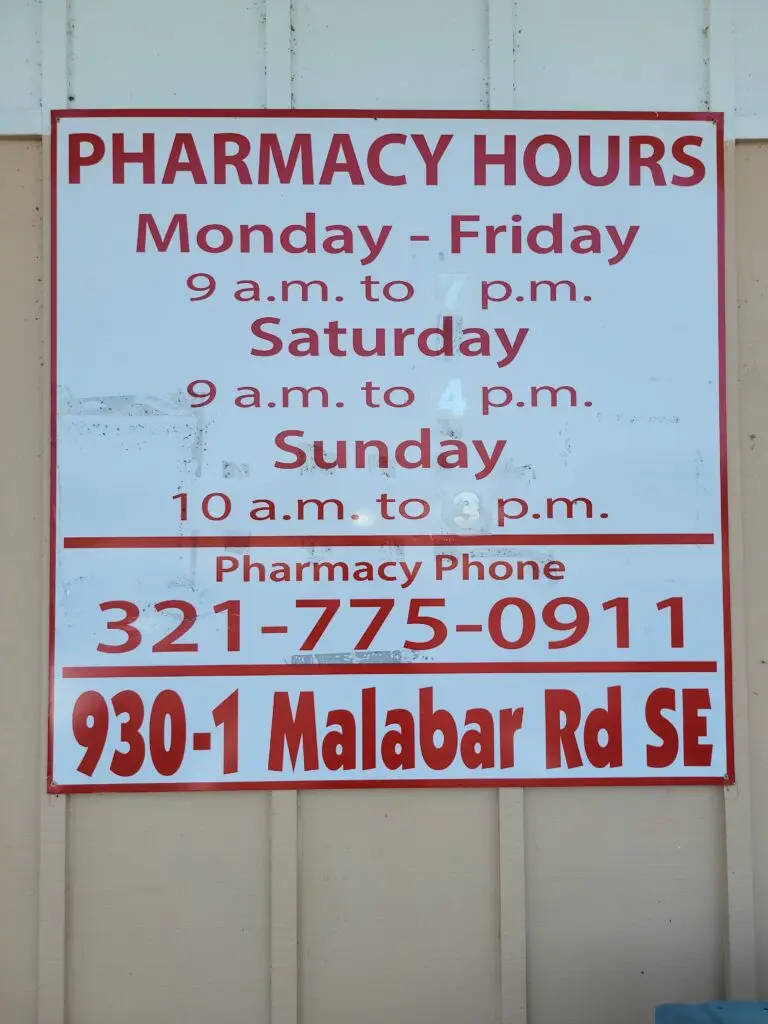 PHARMACY HOURS
Monday - Friday
9 a.m. to 7 p.m.
Saturday
9 a.m. to 4 p.m.
Sunday
10 a.m. to 3 p.m.
Pharmacy Phone
321-775-0911
930-1 Malabar Rd SE